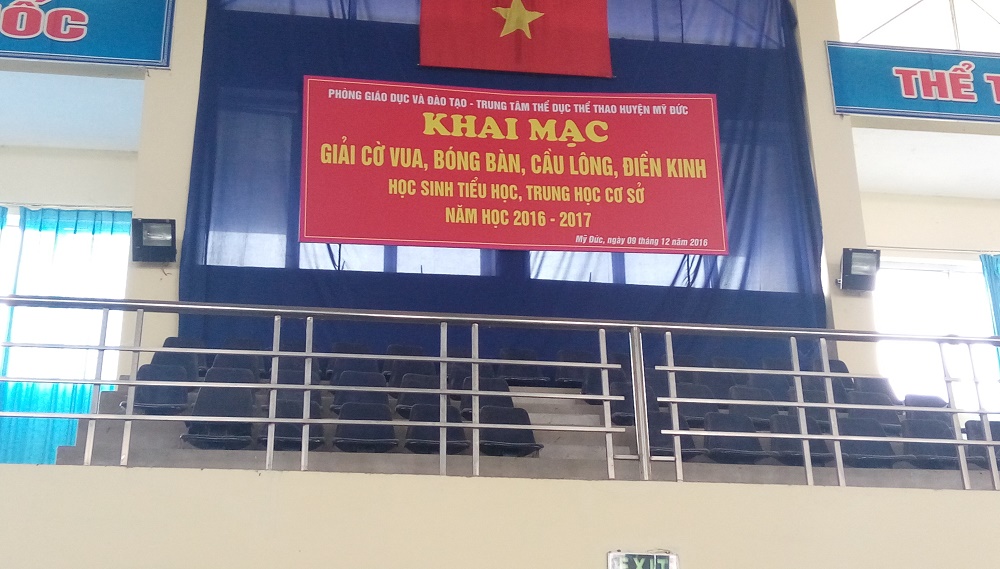 ỐC
THỂ T
PHÒNG GIÁO DỤC VÀ ĐÀO TẠO - TRUNG TÂM THỂ DỤC THỂ THAO HUYỆN MỸ ĐỨC
KHAI MẠC
GIẢI CỜ VUA, BÓNG BÀN, CẦU LÔNG, ĐIỀN KINH
HỌC SINH TIỂU HỌC, TRUNG HỌC CƠ SỞ
NĂM HỌC 2016 - 2017
Mỹ Đức, ngày 09 tháng 12 năm 2016
EXIT